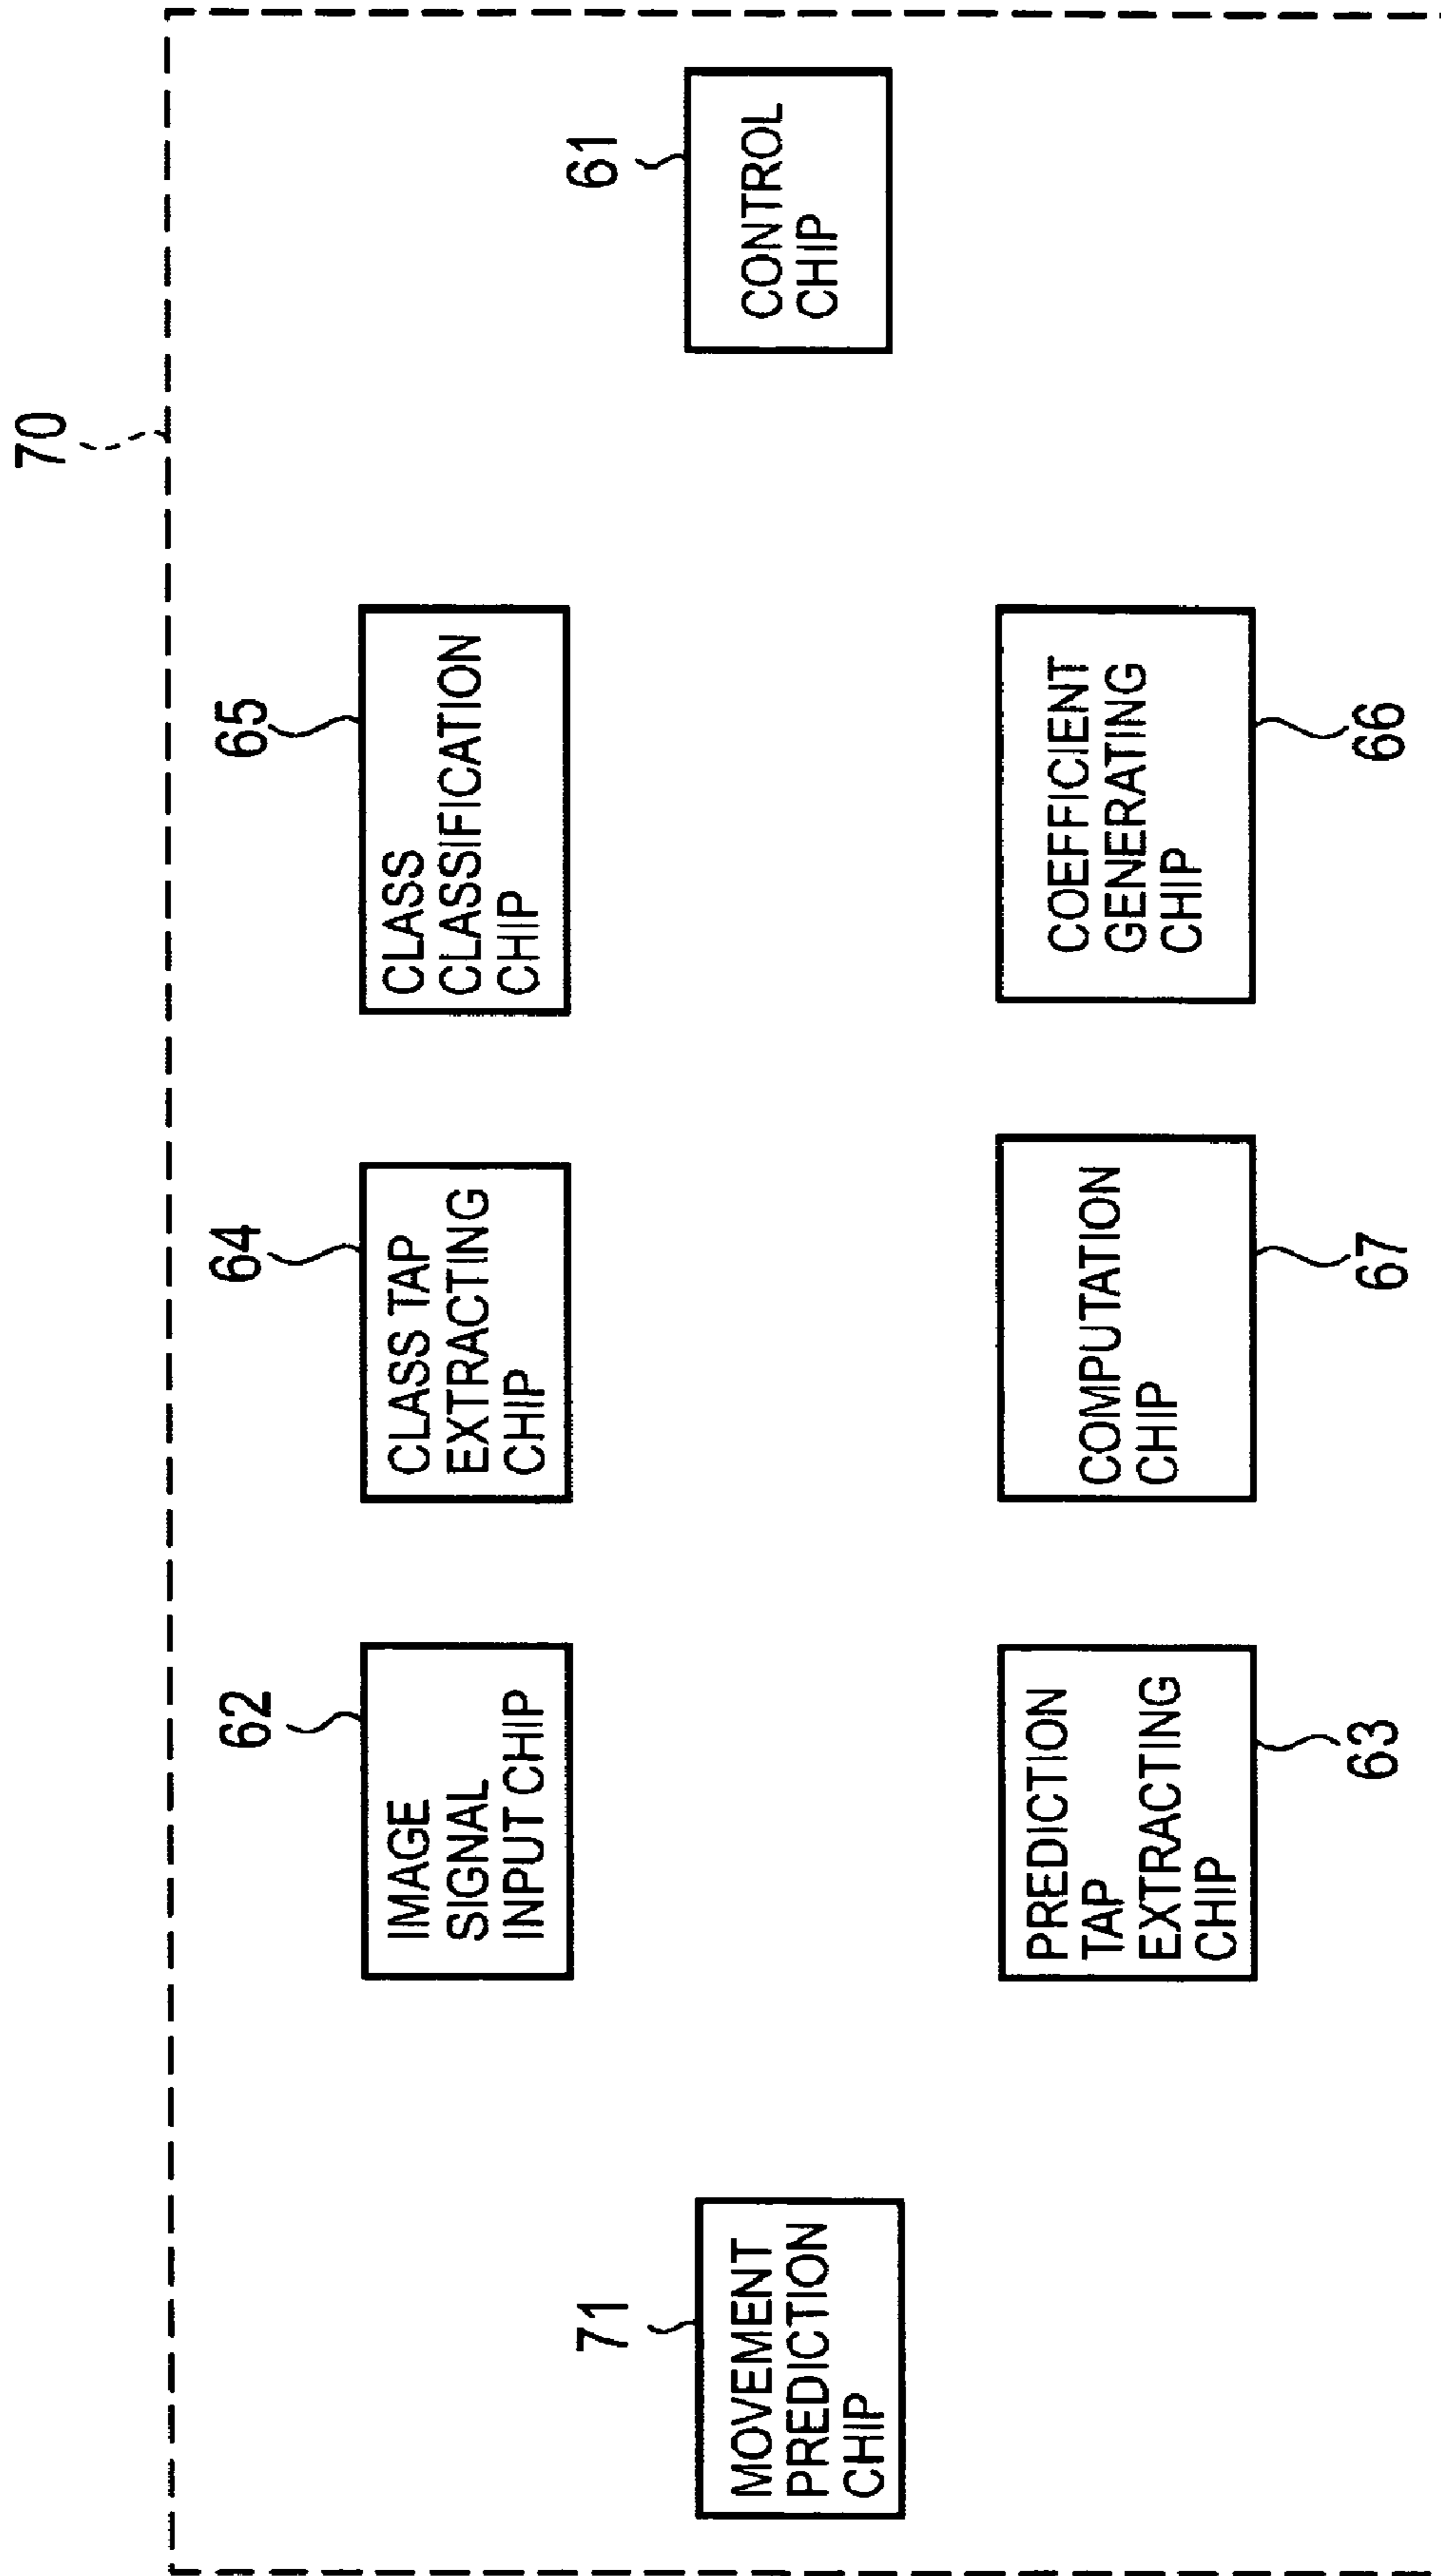 70
71
MOVEMENT
PREDICTION
CHIP
62
IMAGE
SIGNAL
INPUT CHIP
64
CLASS TAP
EXTRACTING
CHIP
65
CLASS
CLASSIFICATION
CHIP
61
CONTROL
CHIP
PREDICTION
TAP
EXTRACTING
CHIP
63
COMPUTATION
CHIP
67
COEFFICIENT
GENERATING
CHIP
66